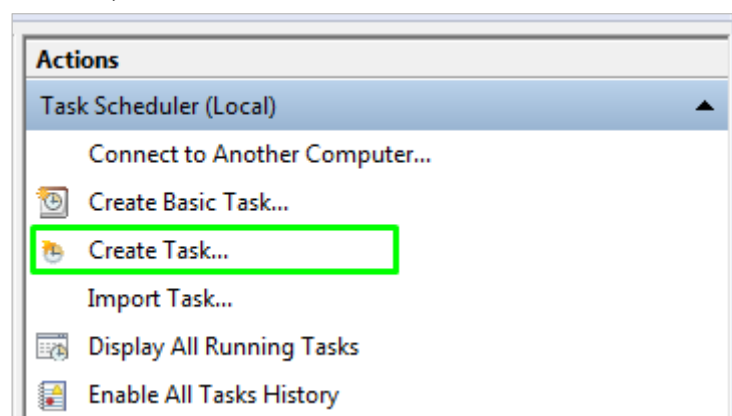 Actions
Task Scheduler (Local)
Connect to Another Computer...
Create Basic Task...
Create Task...
Import Task...
Display All Running Tasks
Enable All Tasks History